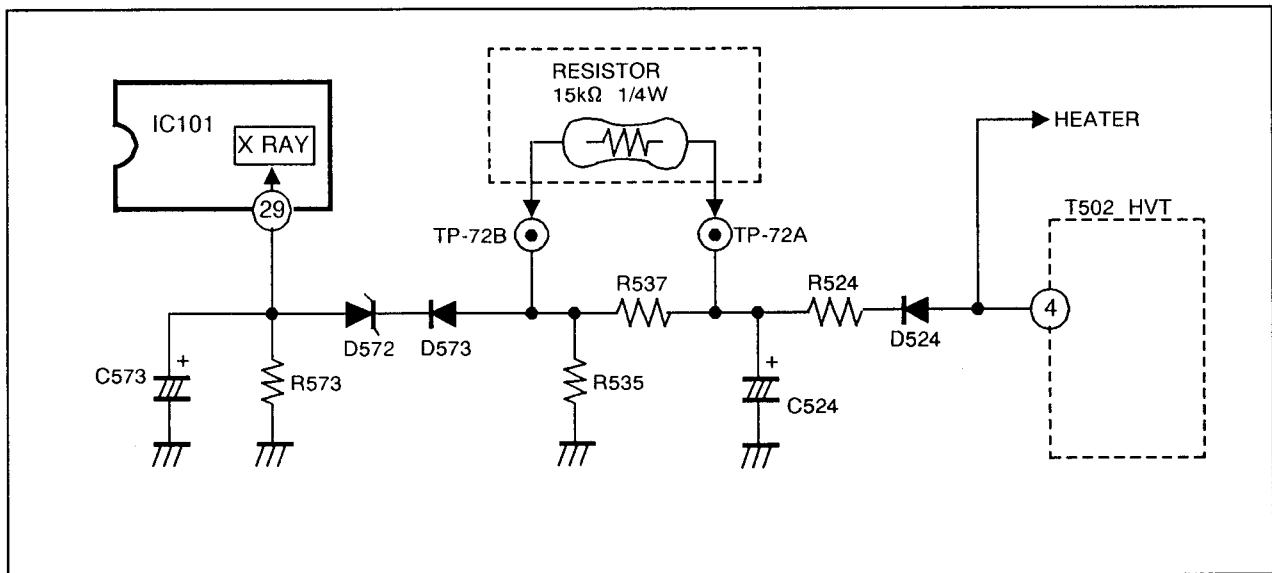 RESISTOR
15kΩ 1/4W
IC101
X RAY
29
HEATER
T502 HVT
TP-72B
TP-72A
R537
R524
4
D572
D573
D524
C573
+
R573
R535
+
C524